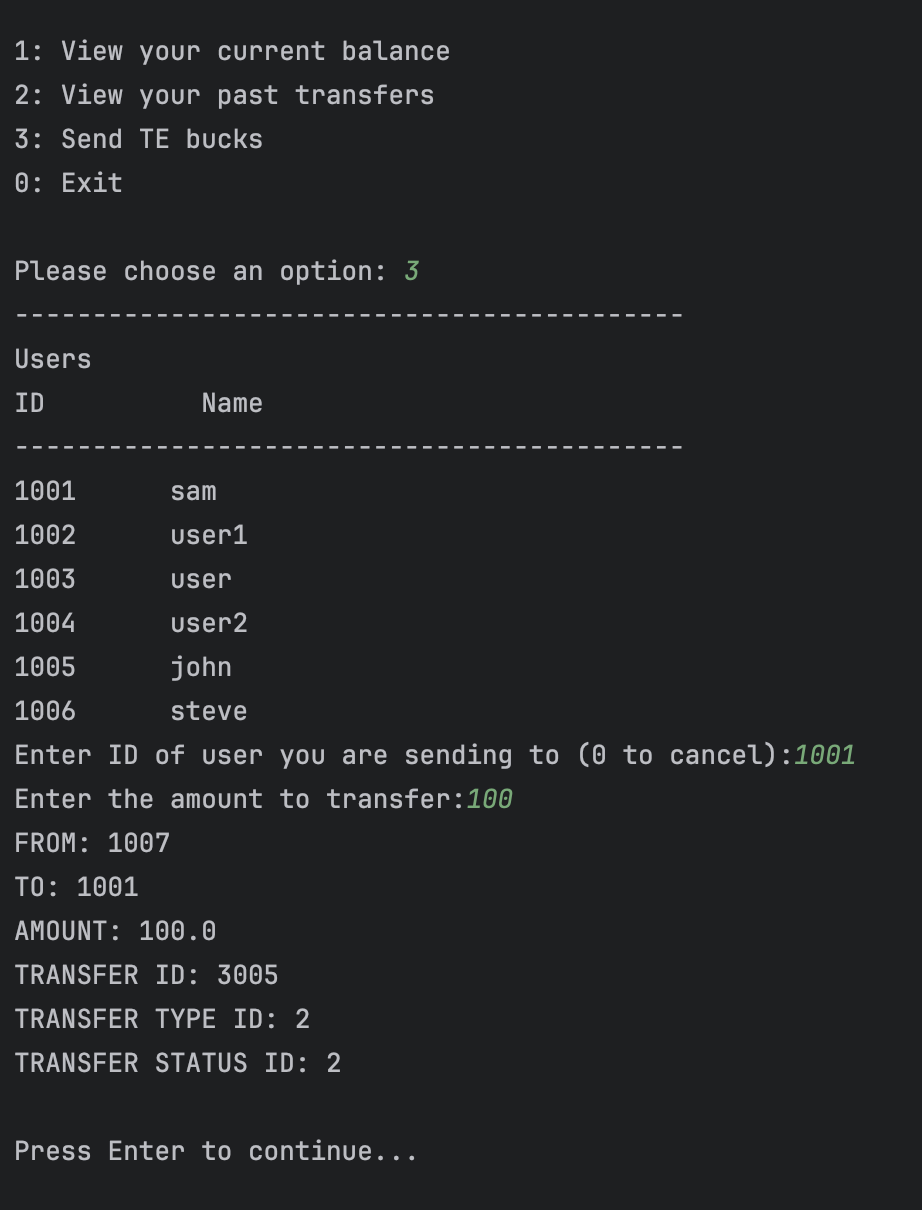 1: View your current balance
2: View your past transfers
3: Send TE bucks
0: Exit
Please choose an option: 3
-------------------------------------------
Users
ID          Name
-------------------------------------------
1001      sam
1002      user1
1003      user
1004      user2
1005      john
1006      steve
Enter ID of user you are sending to (0 to cancel):1001
Enter the amount to transfer:100
FROM: 1007
TO: 1001
AMOUNT: 100.0
TRANSFER ID: 3005
TRANSFER TYPE ID: 2
TRANSFER STATUS ID: 2
Press Enter to continue...